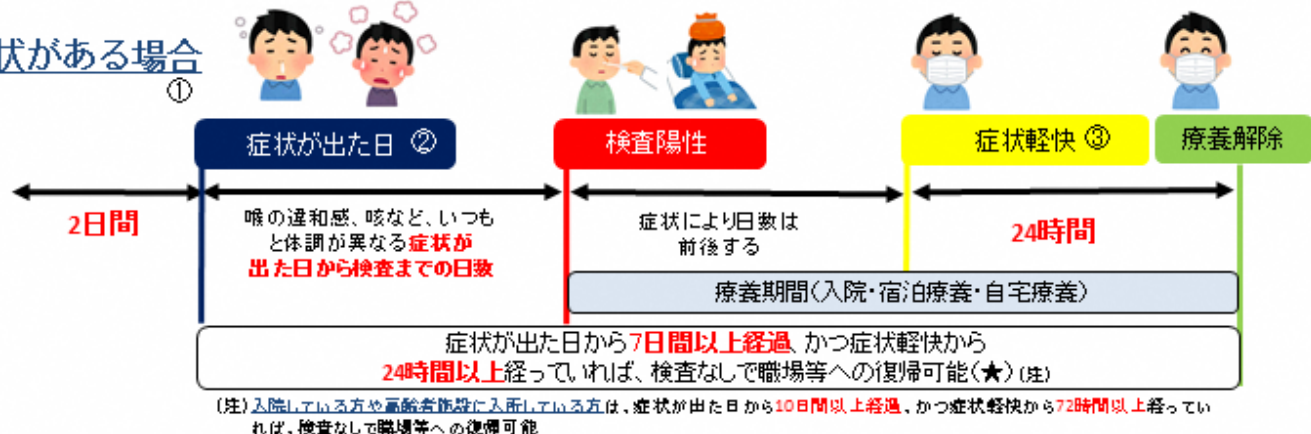 状がある場合
①
症状が出た日 ②
検査陽性
症状軽快 ③
療養解除
2日間
喉の違和感、咳など、いつも
と体調が異なる症状が
出た日から検査までの日数
症状により日数は
前後する
24時間
療養期間(入院・宿泊療養・自宅療養)
症状が出た日から7日間以上経過、かつ症状軽快から
24時間以上経っていれば、検査なしで職場等への復帰可能(★)(注)
(注)入院している方や高齢者施設に入所している方は、症状が出た日から10日間以上経過、かつ症状軽快から72時間以上経ってい
れば、検査なしで職場等への復帰可能